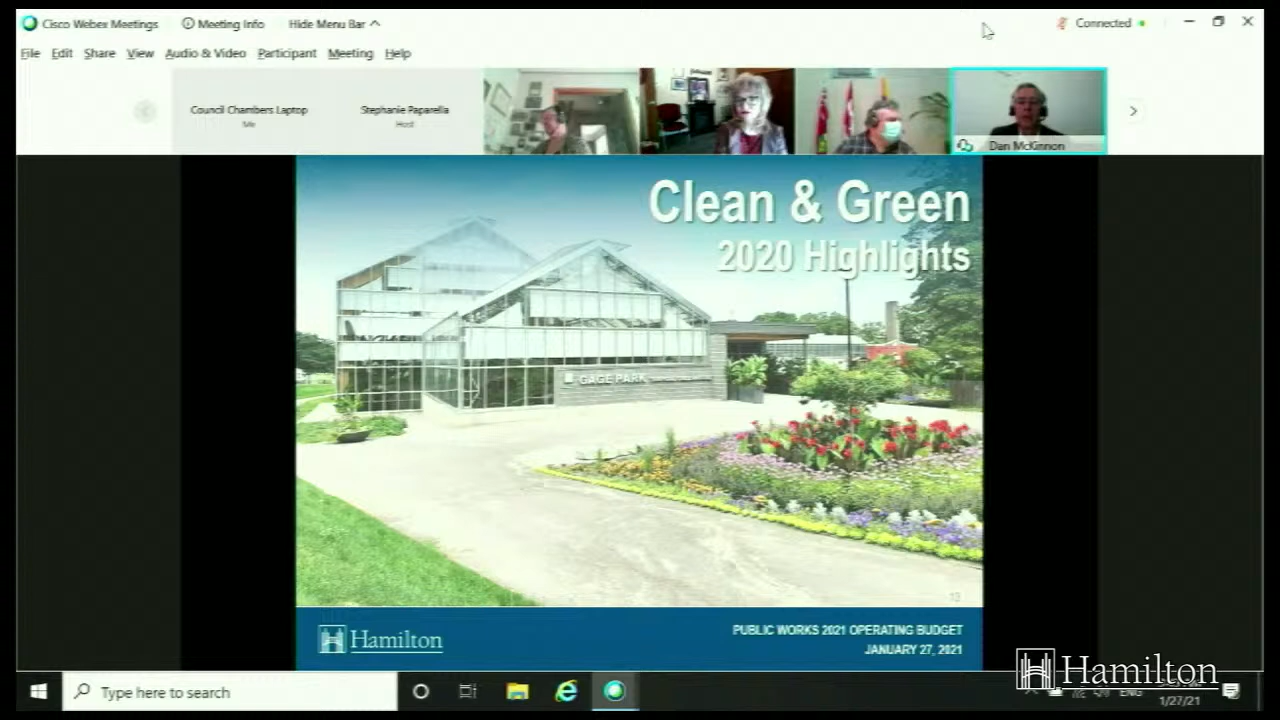 Cisco Webex Meetings
Meeting Info
Hide Menu Bar
Connected
File Edit Share View Audio & Video Participant Meeting Help
Council Chambers Laptop
Me
Stephanie Paparella
Host
Dan McKinnon
Clean & Green
2020 Highlights
GAGE PARK
13
Hamilton
PUBLIC WORKS 2021 OPERATING BUDGET
JANUARY 27, 2021
Type here to search
Hamilton
ENG
1/27/21